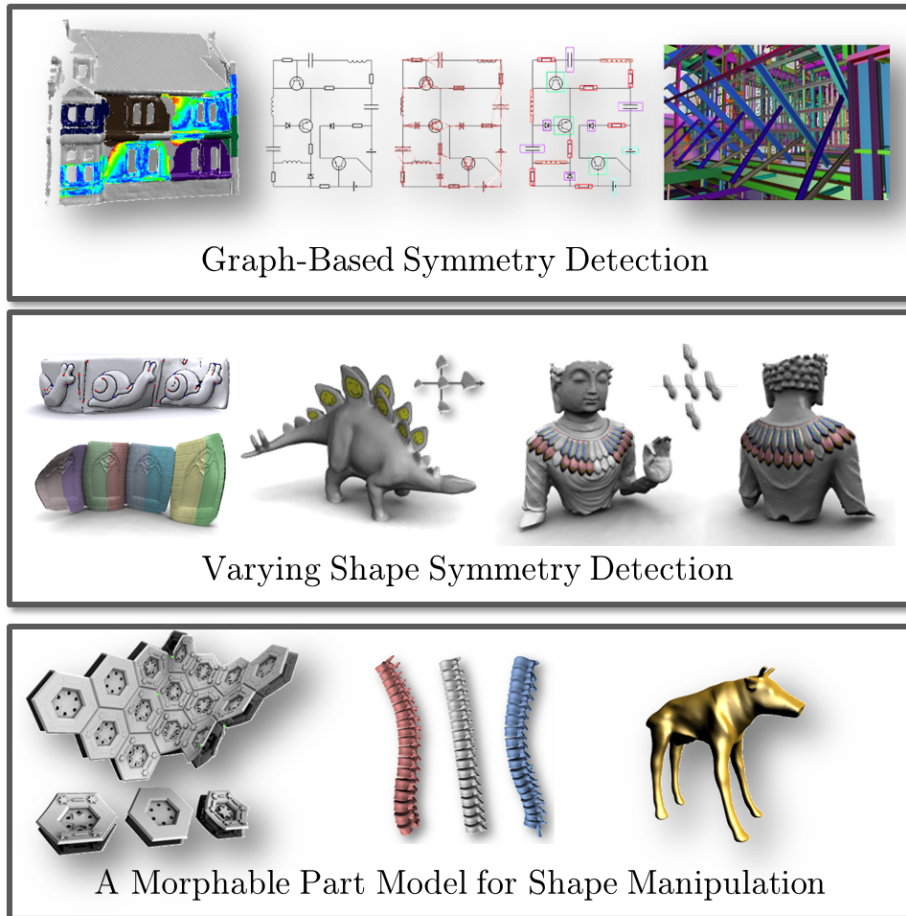 Graph-Based Symmetry Detection
Varying Shape Symmetry Detection
A Morphable Part Model for Shape Manipulation